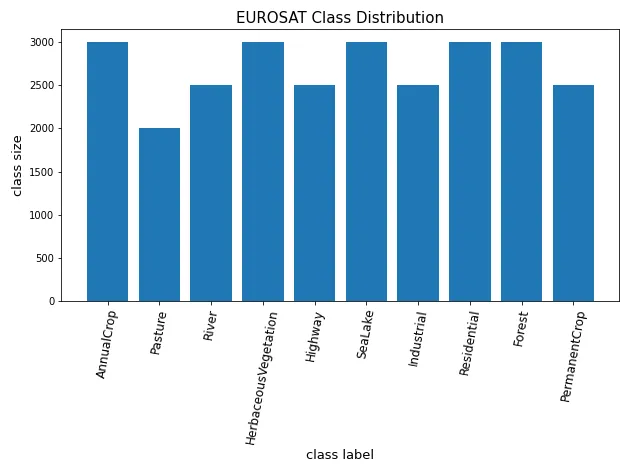 EUROSAT Class Distribution
3000
2500
2000
1500
1000
500
0
class size
AnnualCrop
Pasture
River
HerbaceousVegetation
Highway
SeaLake
Industrial
Residential
Forest
PermanentCrop
class label